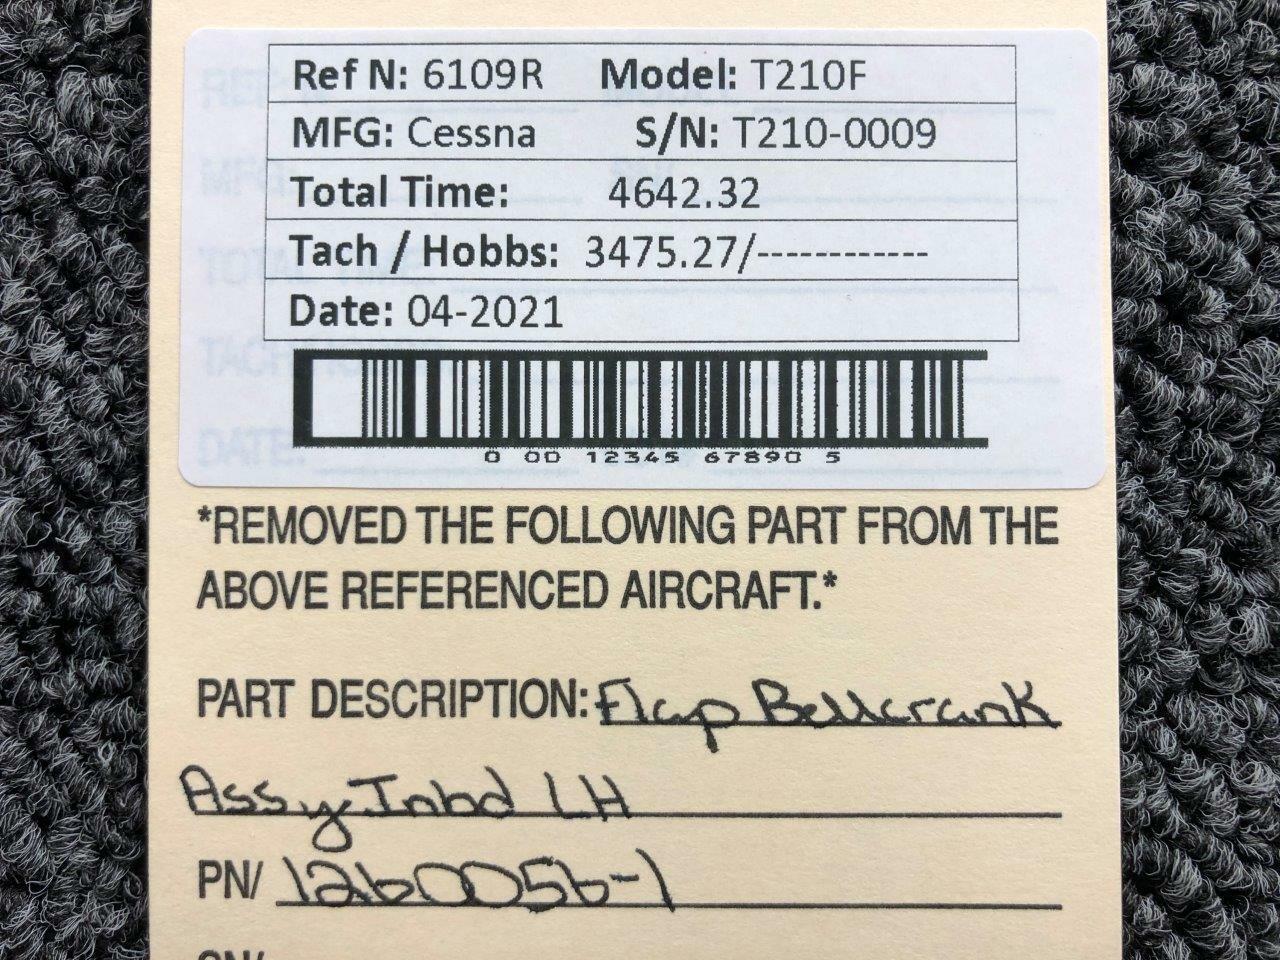 Ref N: 6109R Model: T210F
MFG: Cessna S/N: T210-0009
Total Time: 4642.32
Tach / Hobbs: 3475.27/------------
Date: 04-2021
0 00 12345 67890 5
*REMOVED THE FOLLOWING PART FROM THE
ABOVE REFERENCED AIRCRAFT.*
PART DESCRIPTION: Flap Bellcrank
Assy Inbd LH
PN/ 1260056-1